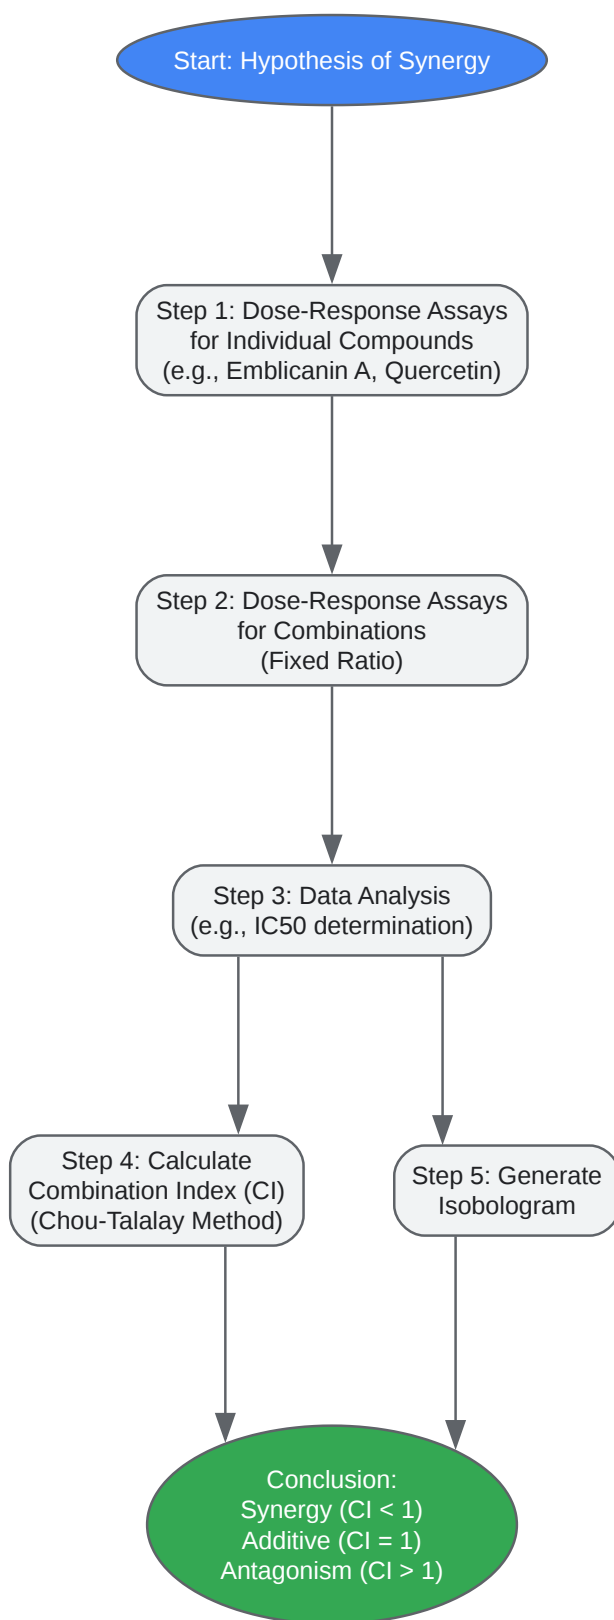 Start: Hypothesis of Synergy
Step 1: Dose-Response Assays
for Individual Compounds
(e.g., Emblicanin A, Quercetin)
Step 2: Dose-Response Assays
for Combinations
(Fixed Ratio)
Step 3: Data Analysis
(e.g., IC50 determination)
Step 4: Calculate
Combination Index (CI)
(Chou-Talalay Method)
Step 5: Generate
Isobologram
Conclusion:
Synergy (CI < 1)
Additive (CI = 1)
Antagonism (CI > 1)